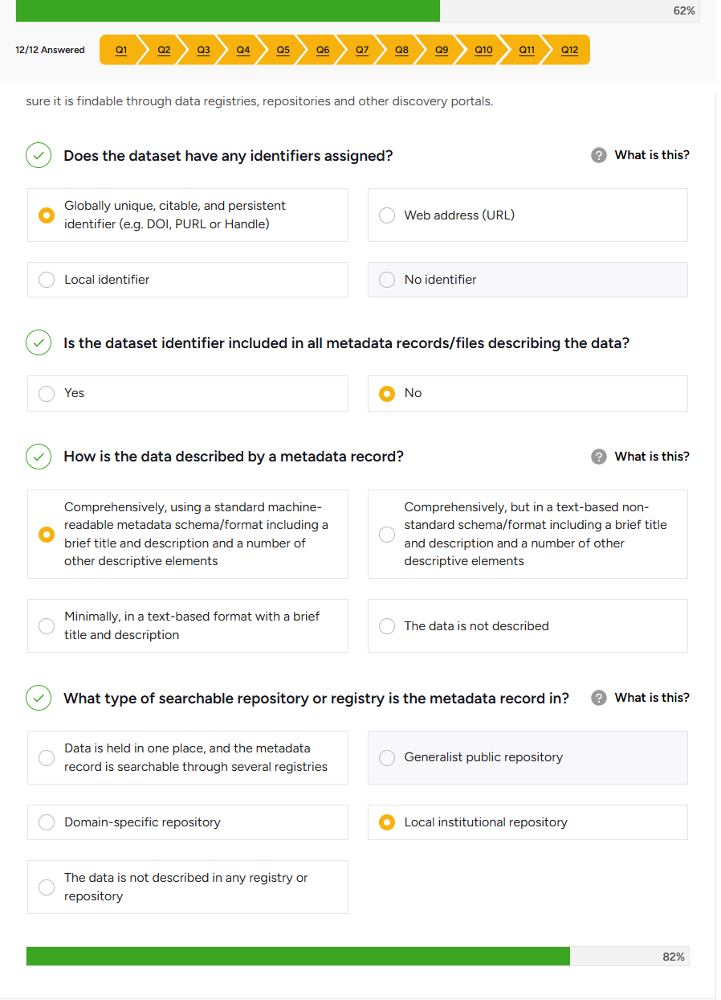 62%
12/12 Answered
Q1 Q2 Q3 Q4 Q5 Q6 Q7 Q8 Q9 Q10 Q11 Q12
sure it is findable through data registries, repositories and other discovery portals.
Does the dataset have any identifiers assigned?
What is this?
Globally unique, citable, and persistent
identifier (e.g. DOI, PURL or Handle)
Web address (URL)
Local identifier
No identifier
Is the dataset identifier included in all metadata records/files describing the data?
Yes
No
How is the data described by a metadata record?
What is this?
Comprehensively, using a standard machine-
readable metadata schema/format including a
brief title and description and a number of
other descriptive elements
Comprehensively, but in a text-based non-
standard schema/format including a brief title
and description and a number of other
descriptive elements
Minimally, in a text-based format with a brief
title and description
The data is not described
What type of searchable repository or registry is the metadata record in?
What is this?
Data is held in one place, and the metadata
record is searchable through several registries
Generalist public repository
Domain-specific repository
Local institutional repository
The data is not described in any registry or
repository
82%